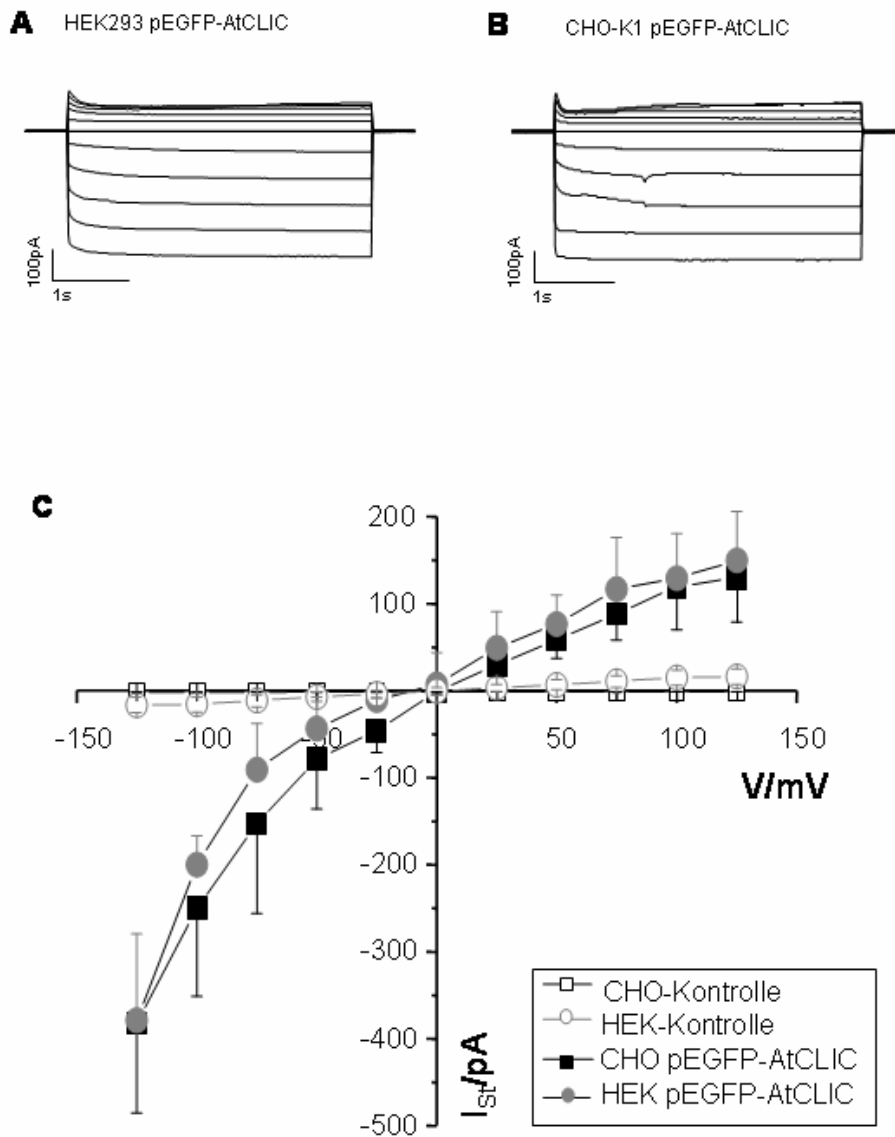 A HEK293 pEGFP-AtCLIC
B CHO-K1 pEGFP-AtCLIC
100pA
1s
100pA
1s
C
200
100
-150
-100
-50
50
100
150
V/mV
-100
-200
-300
-400
-500
I_St/pA
CHO-Kontrolle
HEK-Kontrolle
CHO pEGFP-AtCLIC
HEK pEGFP-AtCLIC